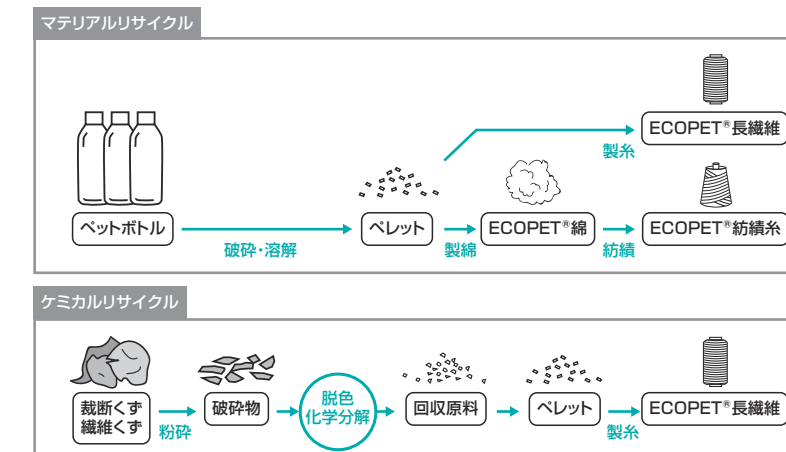 マテリアルリサイクル
ECOPET®長繊維
製糸
ペットボトル
破砕・溶解
ペレット
製綿
ECOPET®綿
紡績
ECOPET®紡績糸
ケミカルリサイクル
裁断くず
繊維くず
粉砕
破砕物
脱色
化学分解
回収原料
ペレット
製糸
ECOPET®長繊維